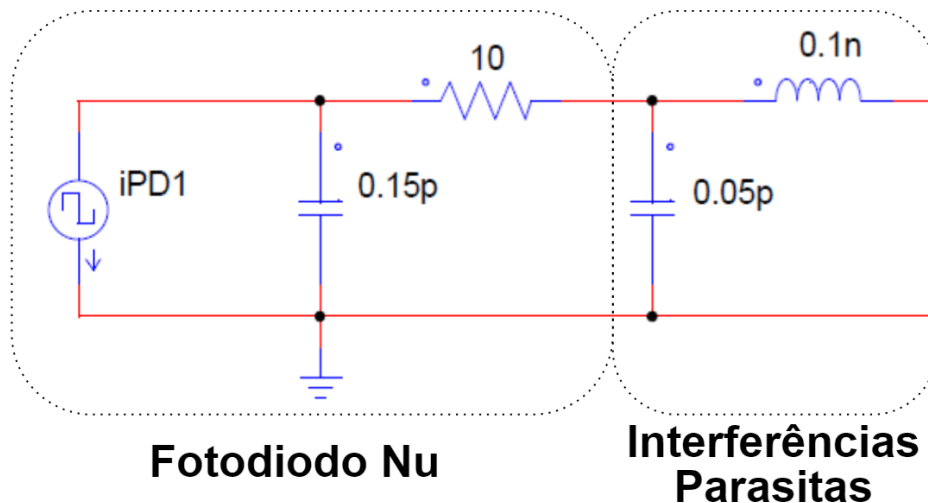 10
0.1n
iPD1
0.15p
0.05p
Fotodiodo Nu
Interferências
Parasitas